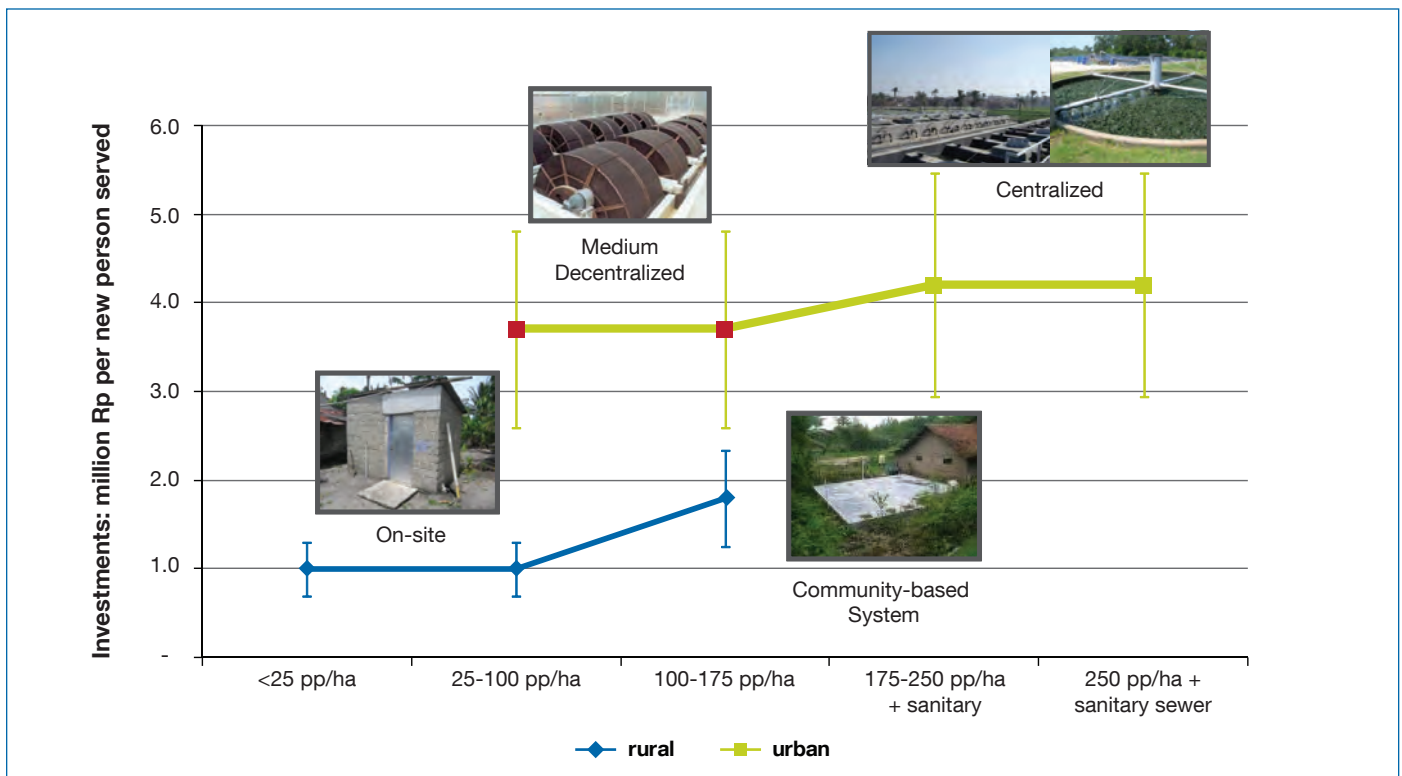 Investments: million Rp per new person served
6.0
5.0
4.0
3.0
2.0
1.0
-
Centralized
Medium
Decentralized
On-site
Community-based
System
<25 pp/ha
25-100 pp/ha
100-175 pp/ha
175-250 pp/ha
+ sanitary
250 pp/ha +
sanitary sewer
rural
urban